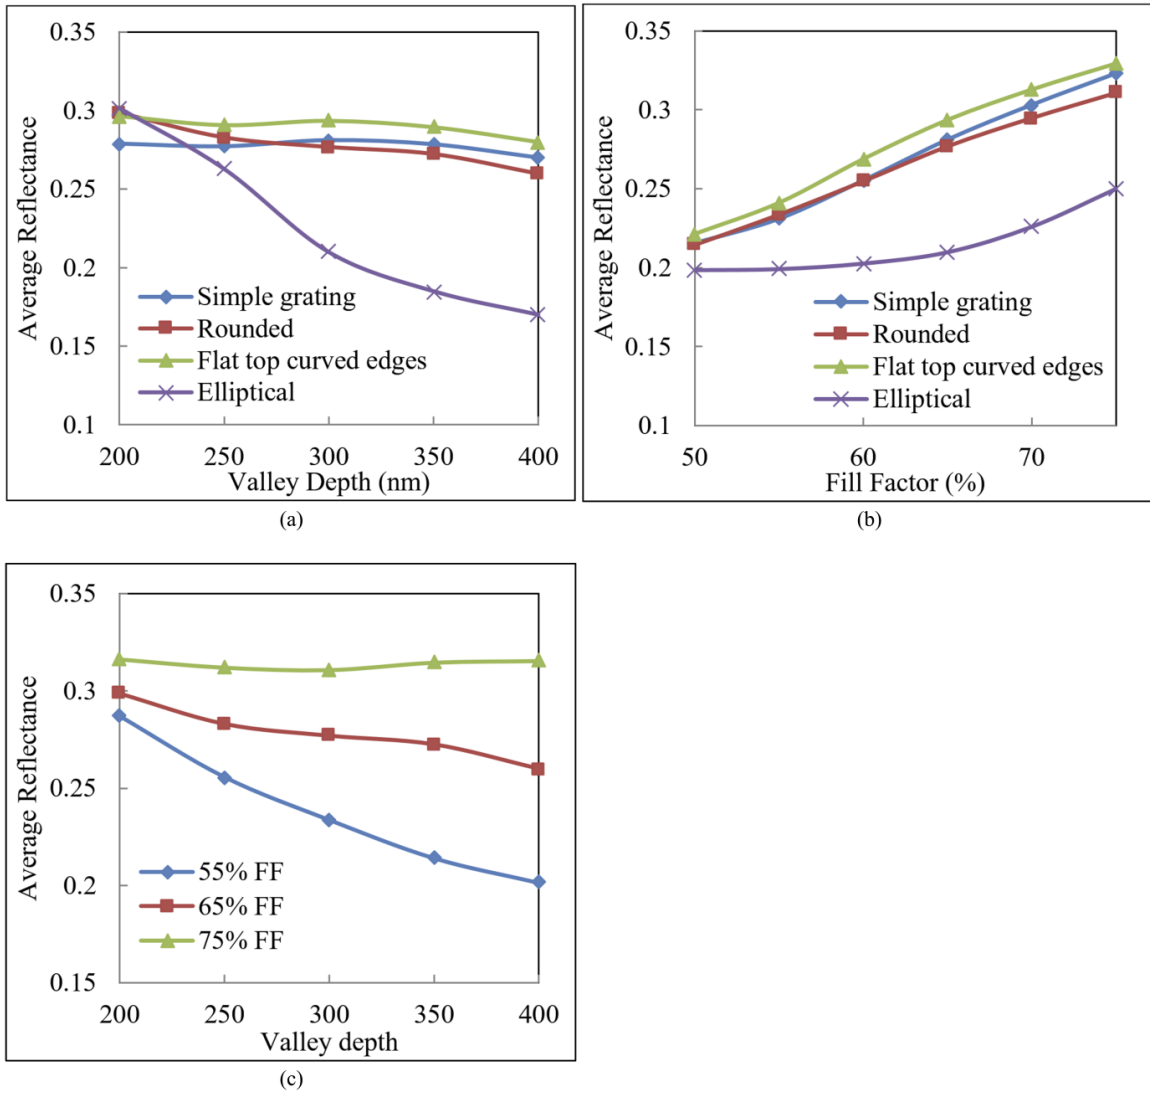 0.35
0.3
0.25
0.2
0.15
0.1
Average Reflectance
Simple grating
Rounded
Flat top curved edges
Elliptical
200 250 300 350 400
Valley Depth (nm)
(a)
0.35
0.3
0.25
0.2
0.15
0.1
Average Reflectance
Simple grating
Rounded
Flat top curved edges
Elliptical
50 60 70
Fill Factor (%)
(b)
0.35
0.3
0.25
0.2
0.15
Average Reflectance
55% FF
65% FF
75% FF
200 250 300 350 400
Valley depth
(c)